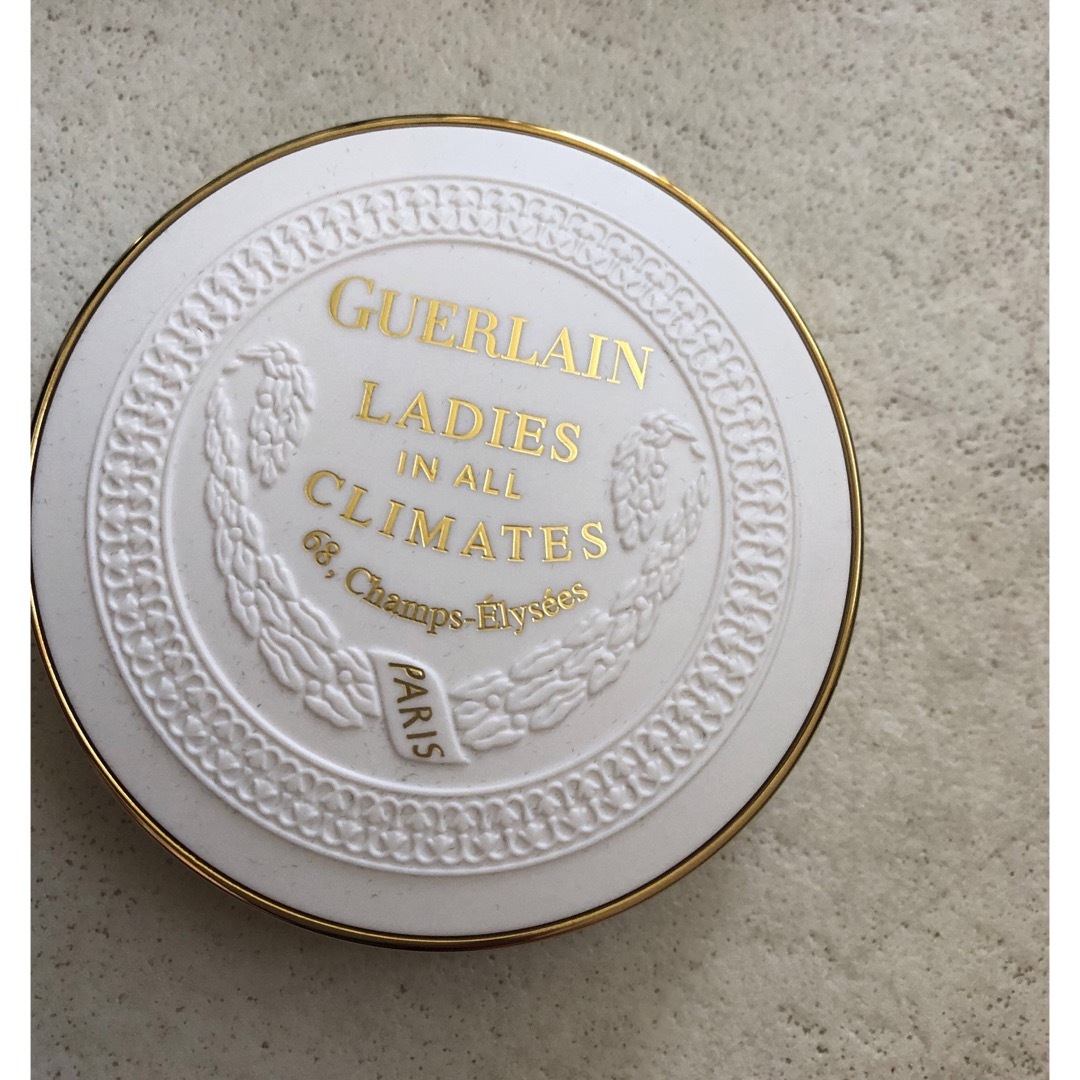 GUERLAIN
LADIES
IN ALL
CLIMATES
68, Champs-Élysées
PARIS